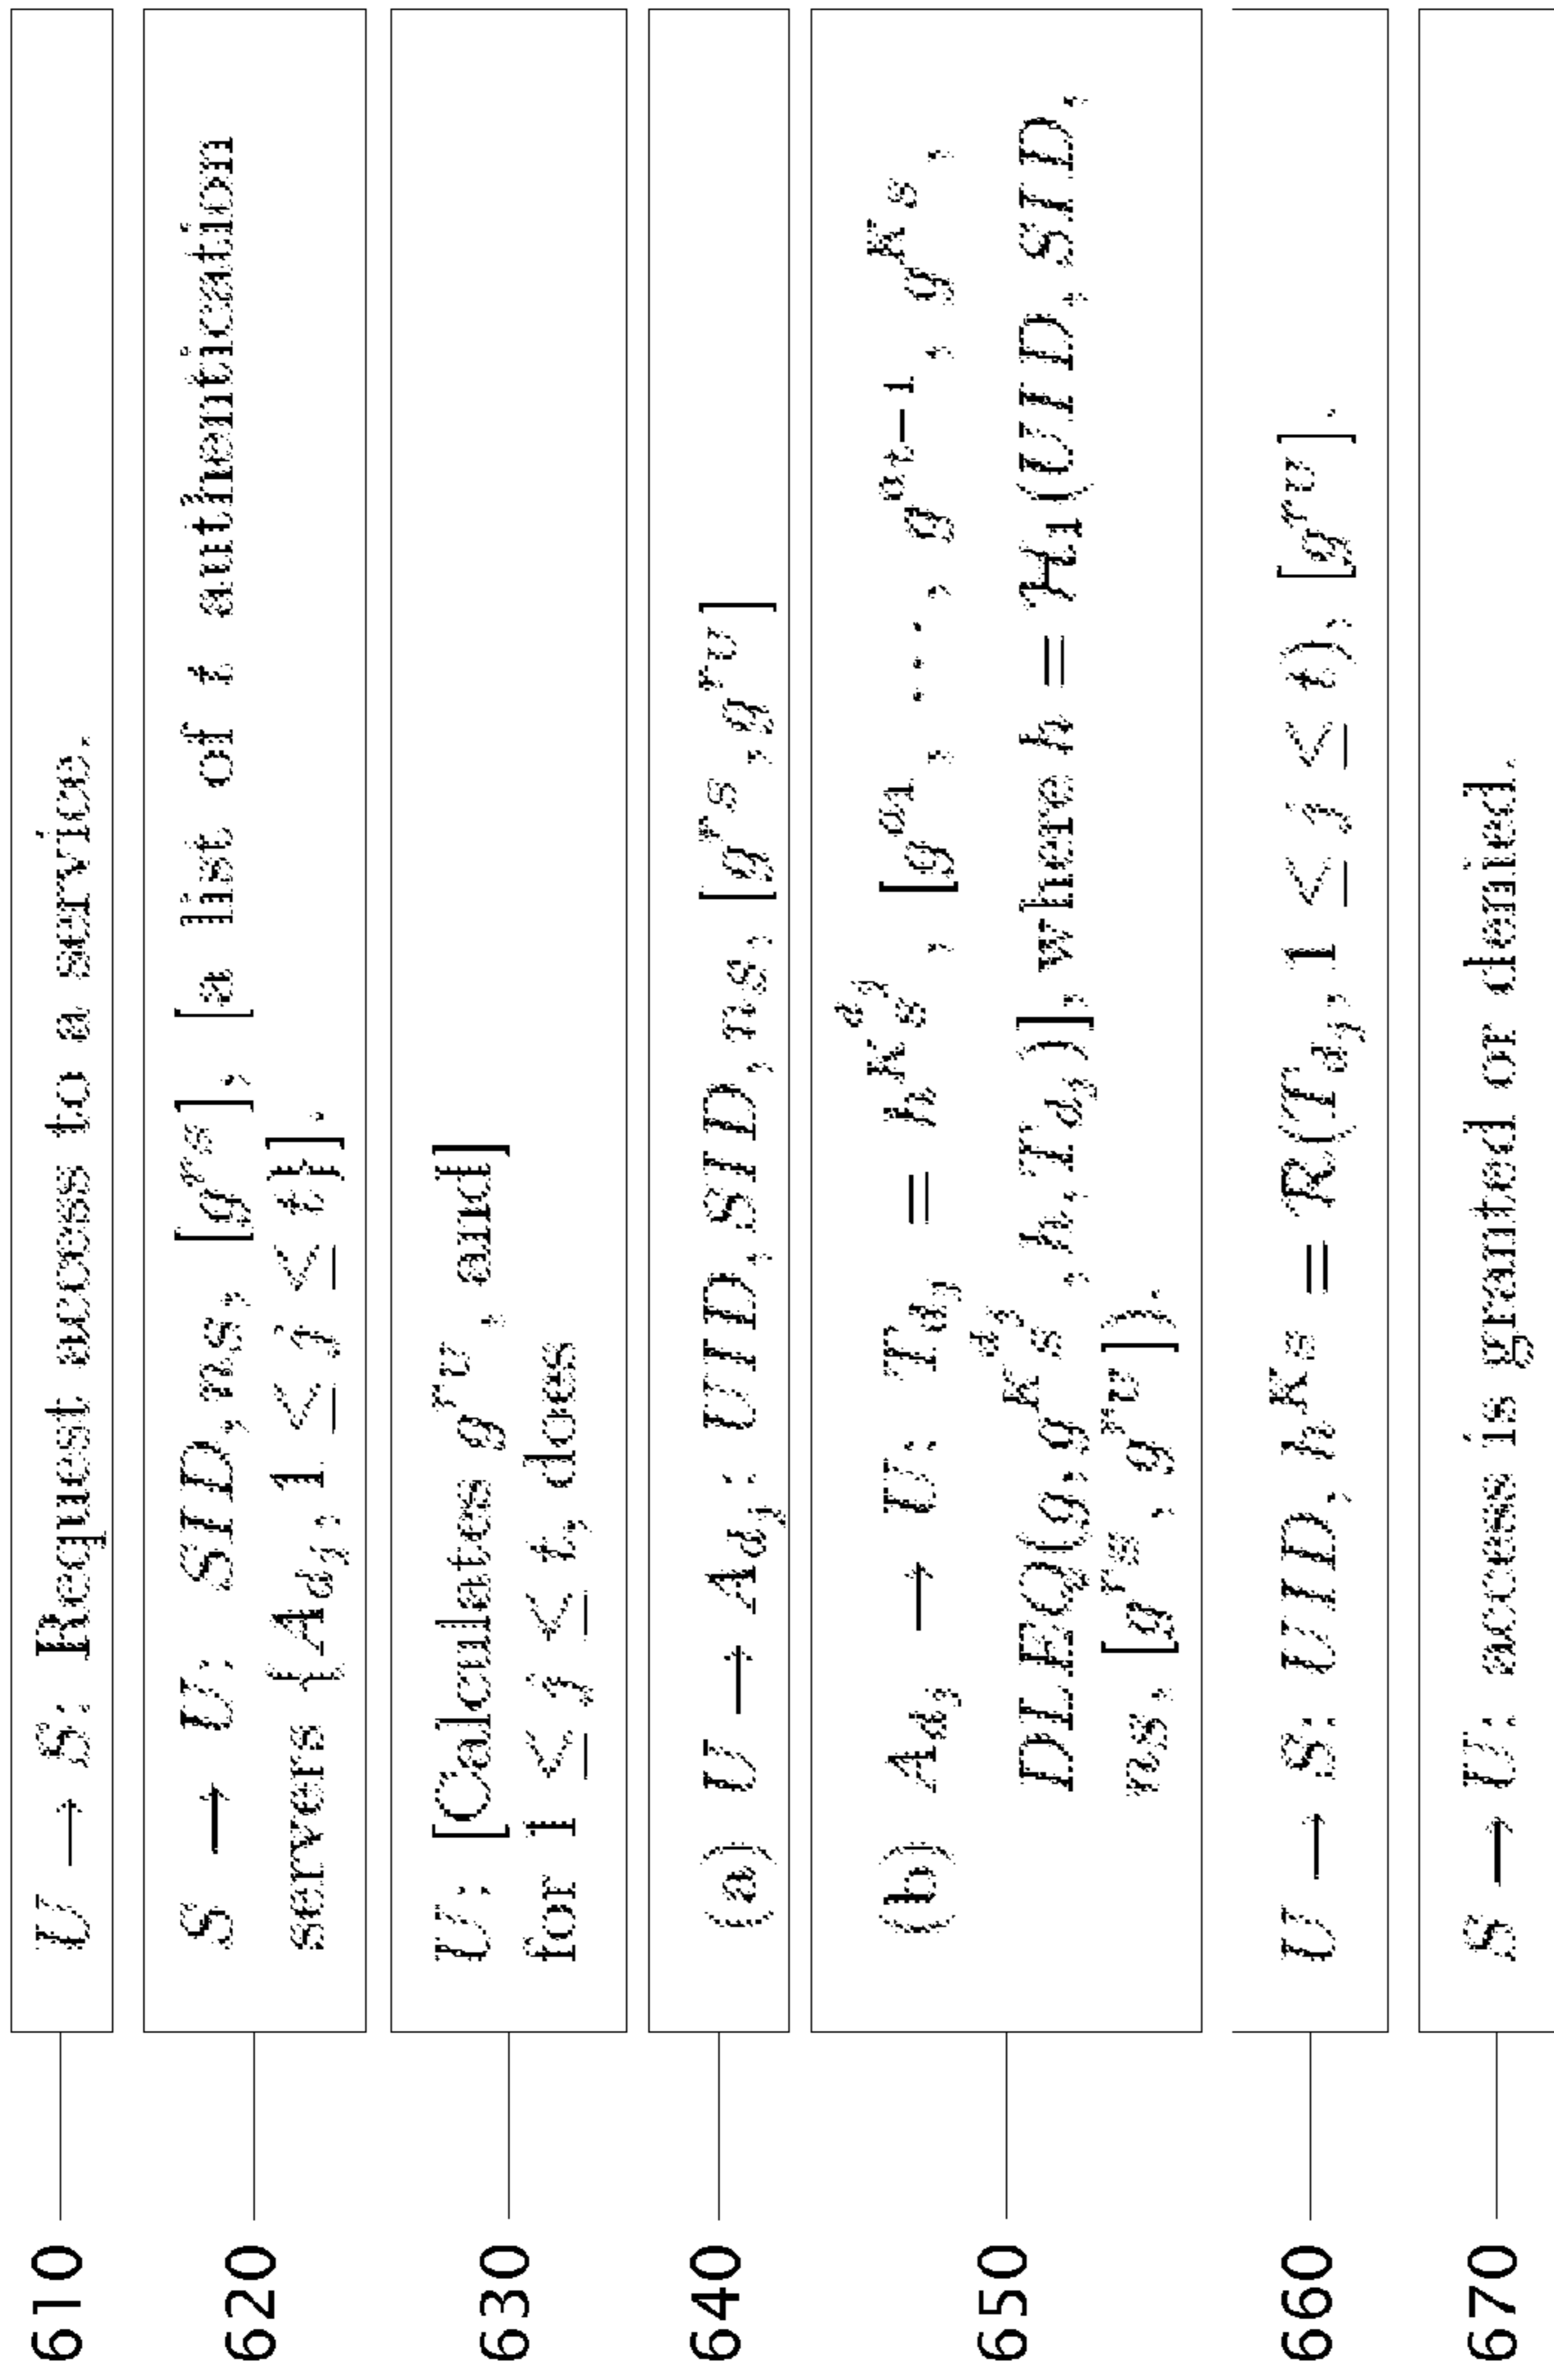 610 U → S: Request access to a service.
620 S → U: SID, n_S, [g^{r_S}], [a list of t authentication
servers {A_{d_j}, 1 ≤ j ≤ t}].
630 U: [Calculates g^{r_U}, and]
for 1 ≤ j ≤ t, does
640 (a) U → A_{d_j}: UID, SID, n_S, [g^{r_S}, g^{r_U}]
650 (b) A_{d_j} → U: T_{d_j} = h^{K_S^{d_j}}, [g^{a_1}, ..., g^{a_{t-1}}, g^{K_S},
DLEQ(g, g^{K_S^{d_j}}, h, T_{d_j})], where h = H_1(UID, SID,
n_S, [g^{r_S}, g^{r_U}]).
660 U → S: UID, h^{K_S} = R(T_{d_j}, 1 ≤ j ≤ t), [g^{r_U}].
670 S → U: access is granted or denied.